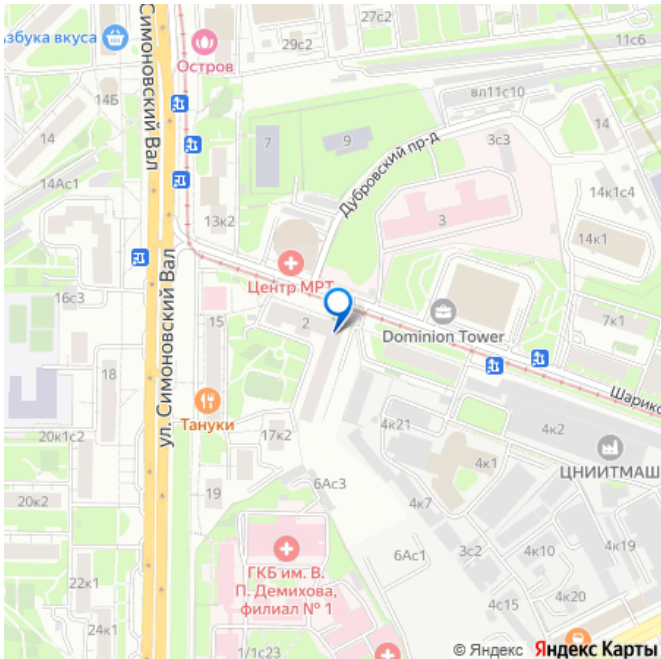 27с2
Азбука вкуса
Симоновский Вал
29с2
11с6
Остров
14Б
вл11с10
14
7
9
3с3
14
Дубровский пр-д
14Ас1
14к1с4
3
13к2
14к1
Центр МРТ
ул. Симоновский Вал
16с3
15
2
Dominion Tower
7к1
18
Шарико
Тануки
4к21
4к2
20к1с2
17к2
4к1
ЦНИИТМАШ
6Ас3
19
20к2
4к7
ГКБ им. В.
П. Демихова,
филиал № 1
6Ас1
3с2
4к10
4к19
22к1
4к20
4с15
24к1
1/1с23
© Яндекс Яндекс Карты